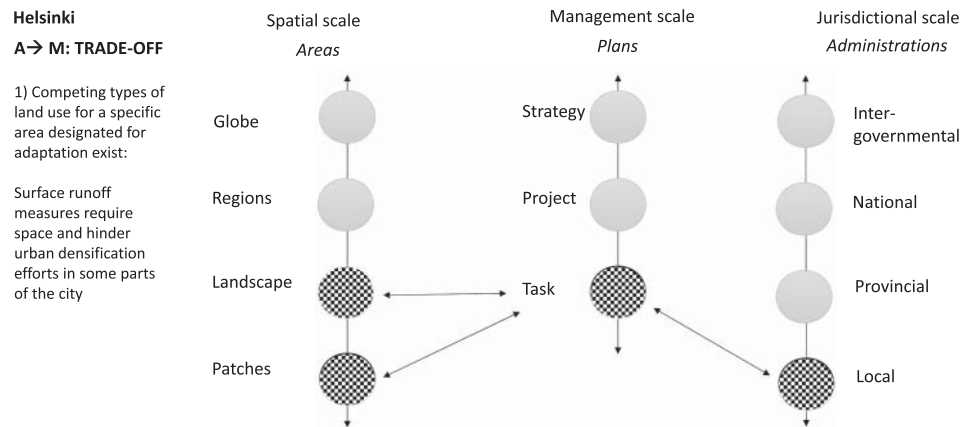 Helsinki
A→ M: TRADE-OFF
1) Competing types of
land use for a specific
area designated for
adaptation exist:
Surface runoff
measures require
space and hinder
urban densification
efforts in some parts
of the city
Spatial scale
Areas
Globe
Regions
Landscape
Patches
Management scale
Plans
Strategy
Project
Task
Jurisdictional scale
Administrations
Inter-
governmental
National
Provincial
Local